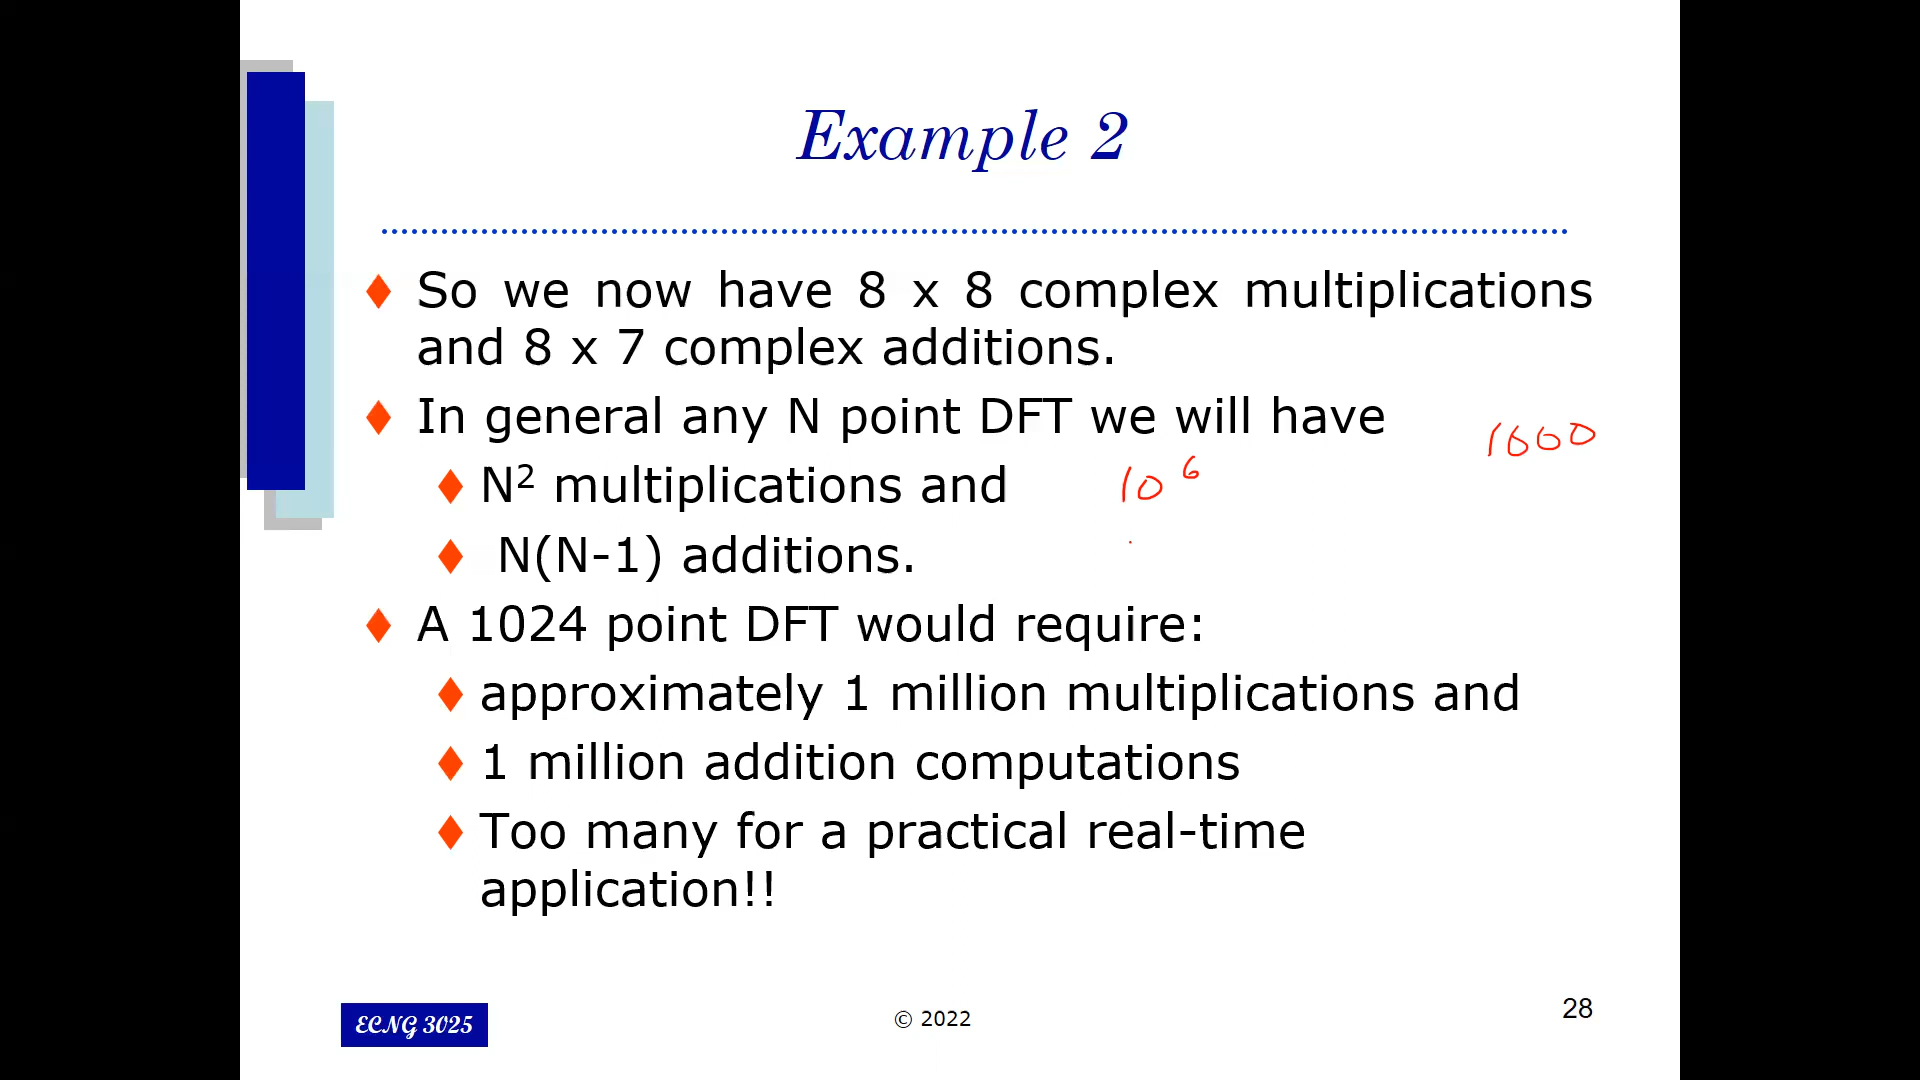 Example 2
So we now have 8 x 8 complex multiplications
and 8 x 7 complex additions.
In general any N point DFT we will have
1000
N² multiplications and
10⁶
N(N-1) additions.
A 1024 point DFT would require:
approximately 1 million multiplications and
1 million addition computations
Too many for a practical real-time
application!!
ECNG 3025
© 2022
28